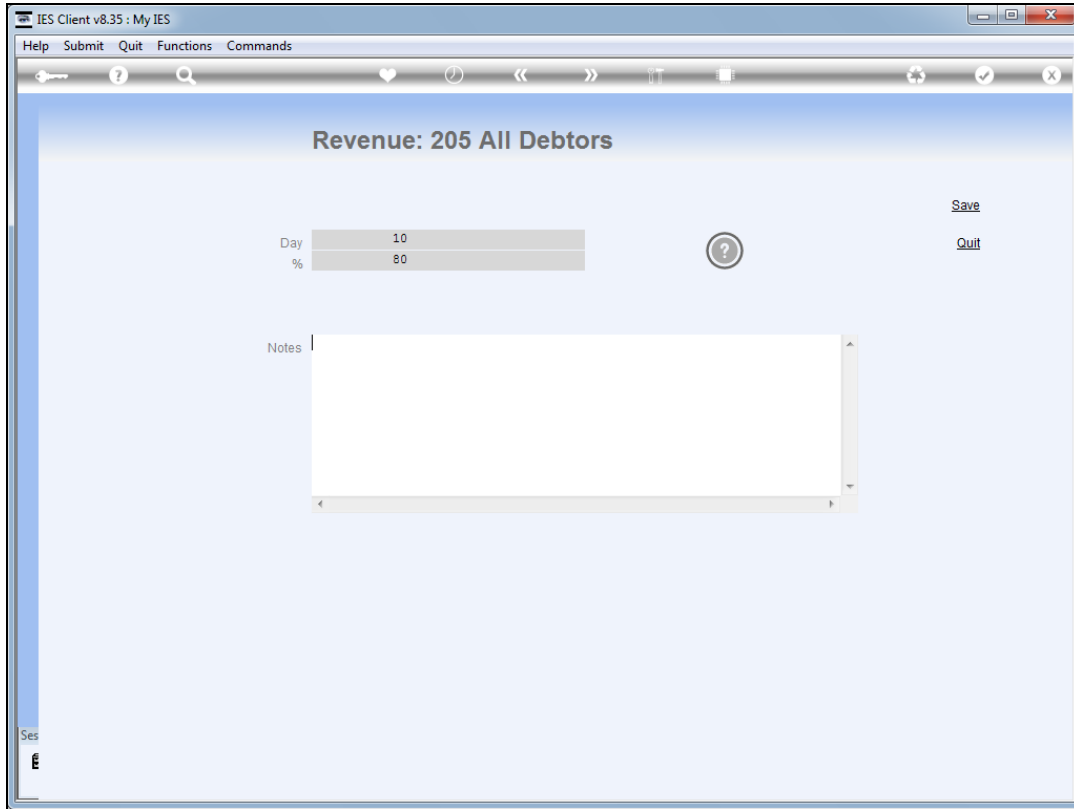 IES Client v8.35 : My IES
Help Submit Quit Functions Commands
Revenue: 205 All Debtors
Save
Day 10
Quit
% 80
Notes
Ses